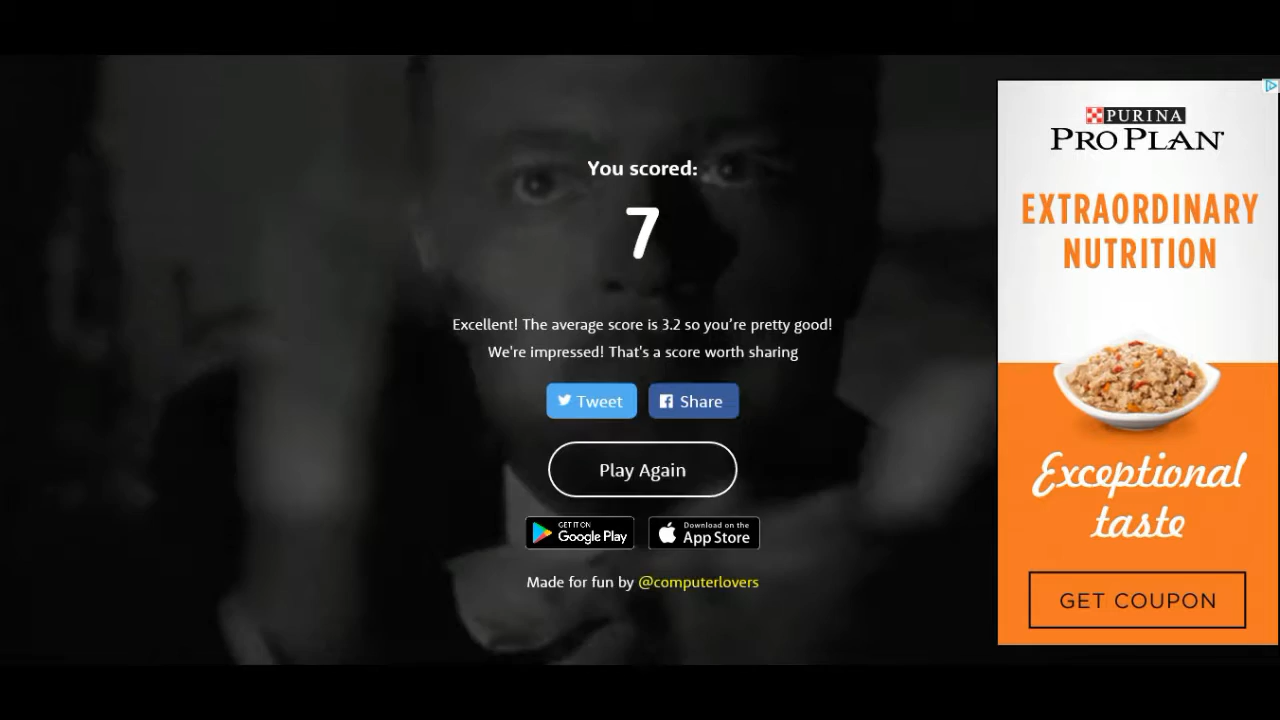 You scored:
7
Excellent! The average score is 3.2 so you’re pretty good!
We're impressed! That's a score worth sharing
Tweet
Share
Play Again
GET IT ON
Google Play
Download on the
App Store
Made for fun by @computerlovers
PURINA
PRO PLAN
EXTRAORDINARY
NUTRITION
Exceptional
taste
GET COUPON